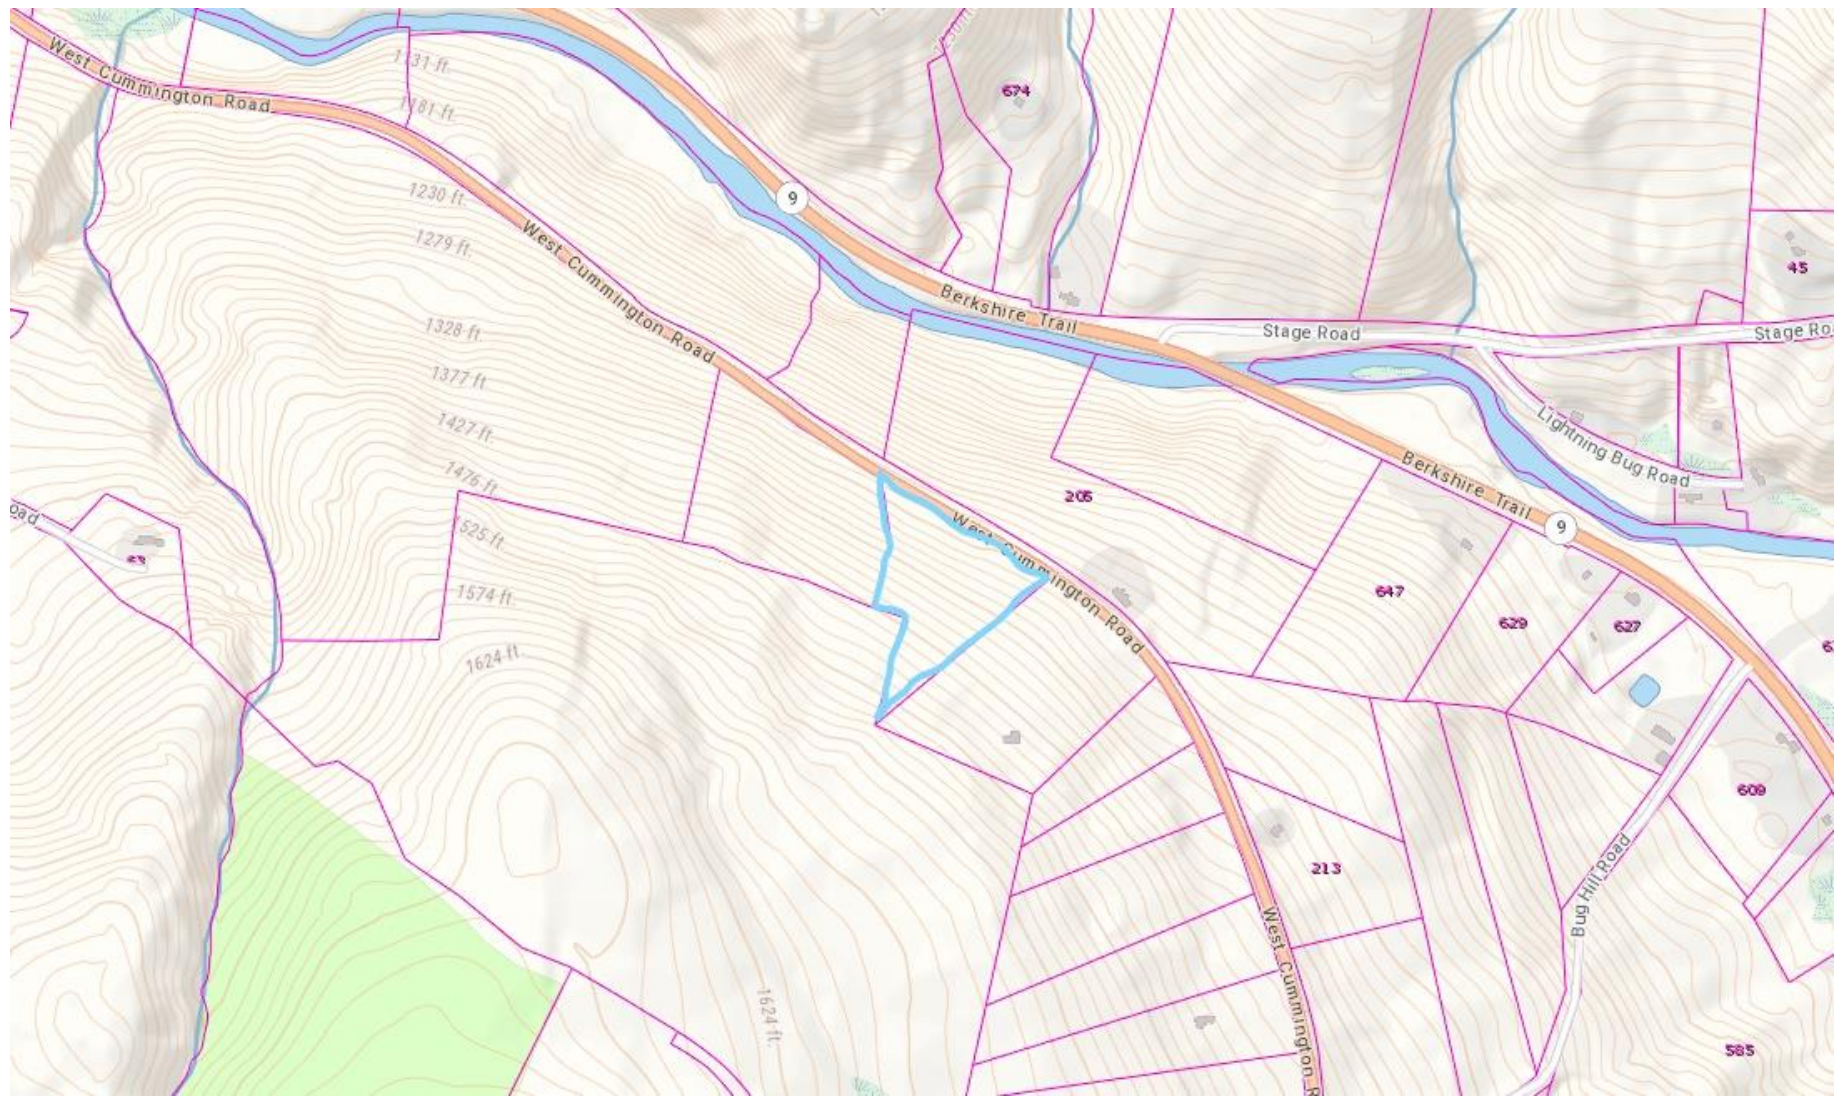 West Cummington Road
1131 ft.
1181 ft.
674
1230 ft.
9
1279 ft.
West Cummington Road
45
Berkshire Trail
1328 ft.
Stage Road
Stage Ro
1377 ft.
Lightning Bug Road
1427 ft.
Berkshire Trail
1476 ft.
205
oad
1525 ft.
West Cummington Road
9
63
1574 ft.
647
629
627
1624 ft.
609
213
Bug Hill Road
West Cummington R
1624 ft.
585